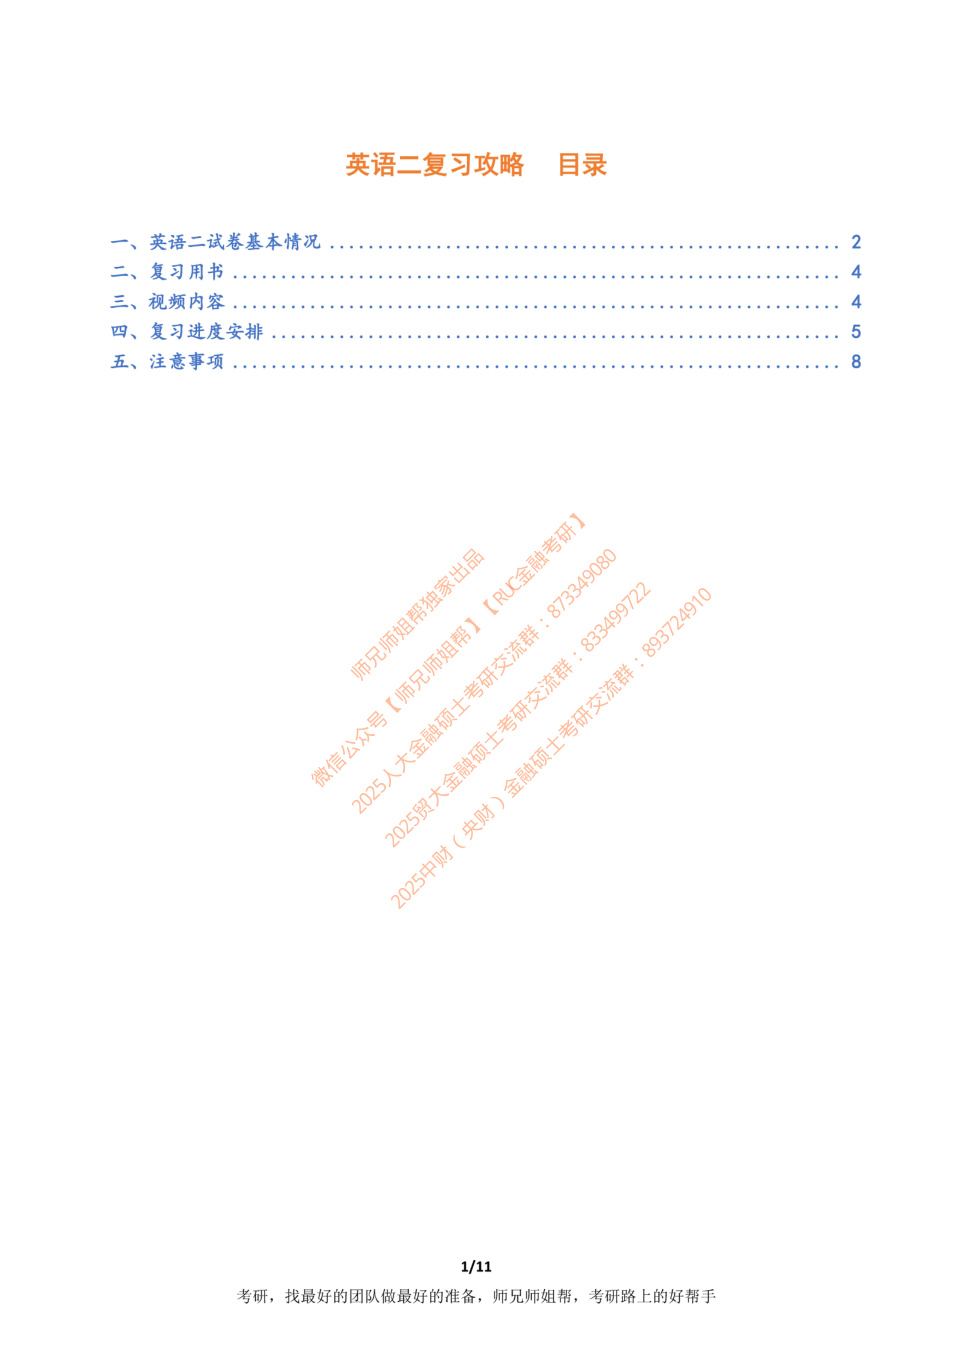 英语二复习攻略 目录
一、英语二试卷基本情况 ..................................................... 2
二、复习用书 ............................................................... 4
三、视频内容 ............................................................... 4
四、复习进度安排 ........................................................... 5
五、注意事项 ............................................................... 8
师兄师姐帮独家出品
微信公众号【师兄师姐帮】【RUC金融考研】
2025人大金融硕士考研交流群：873349080
2025贸大金融硕士考研交流群：833499722
2025中财（央财）金融硕士考研交流群：893724910
1/11
考研，找最好的团队做最好的准备，师兄师姐帮，考研路上的好帮手